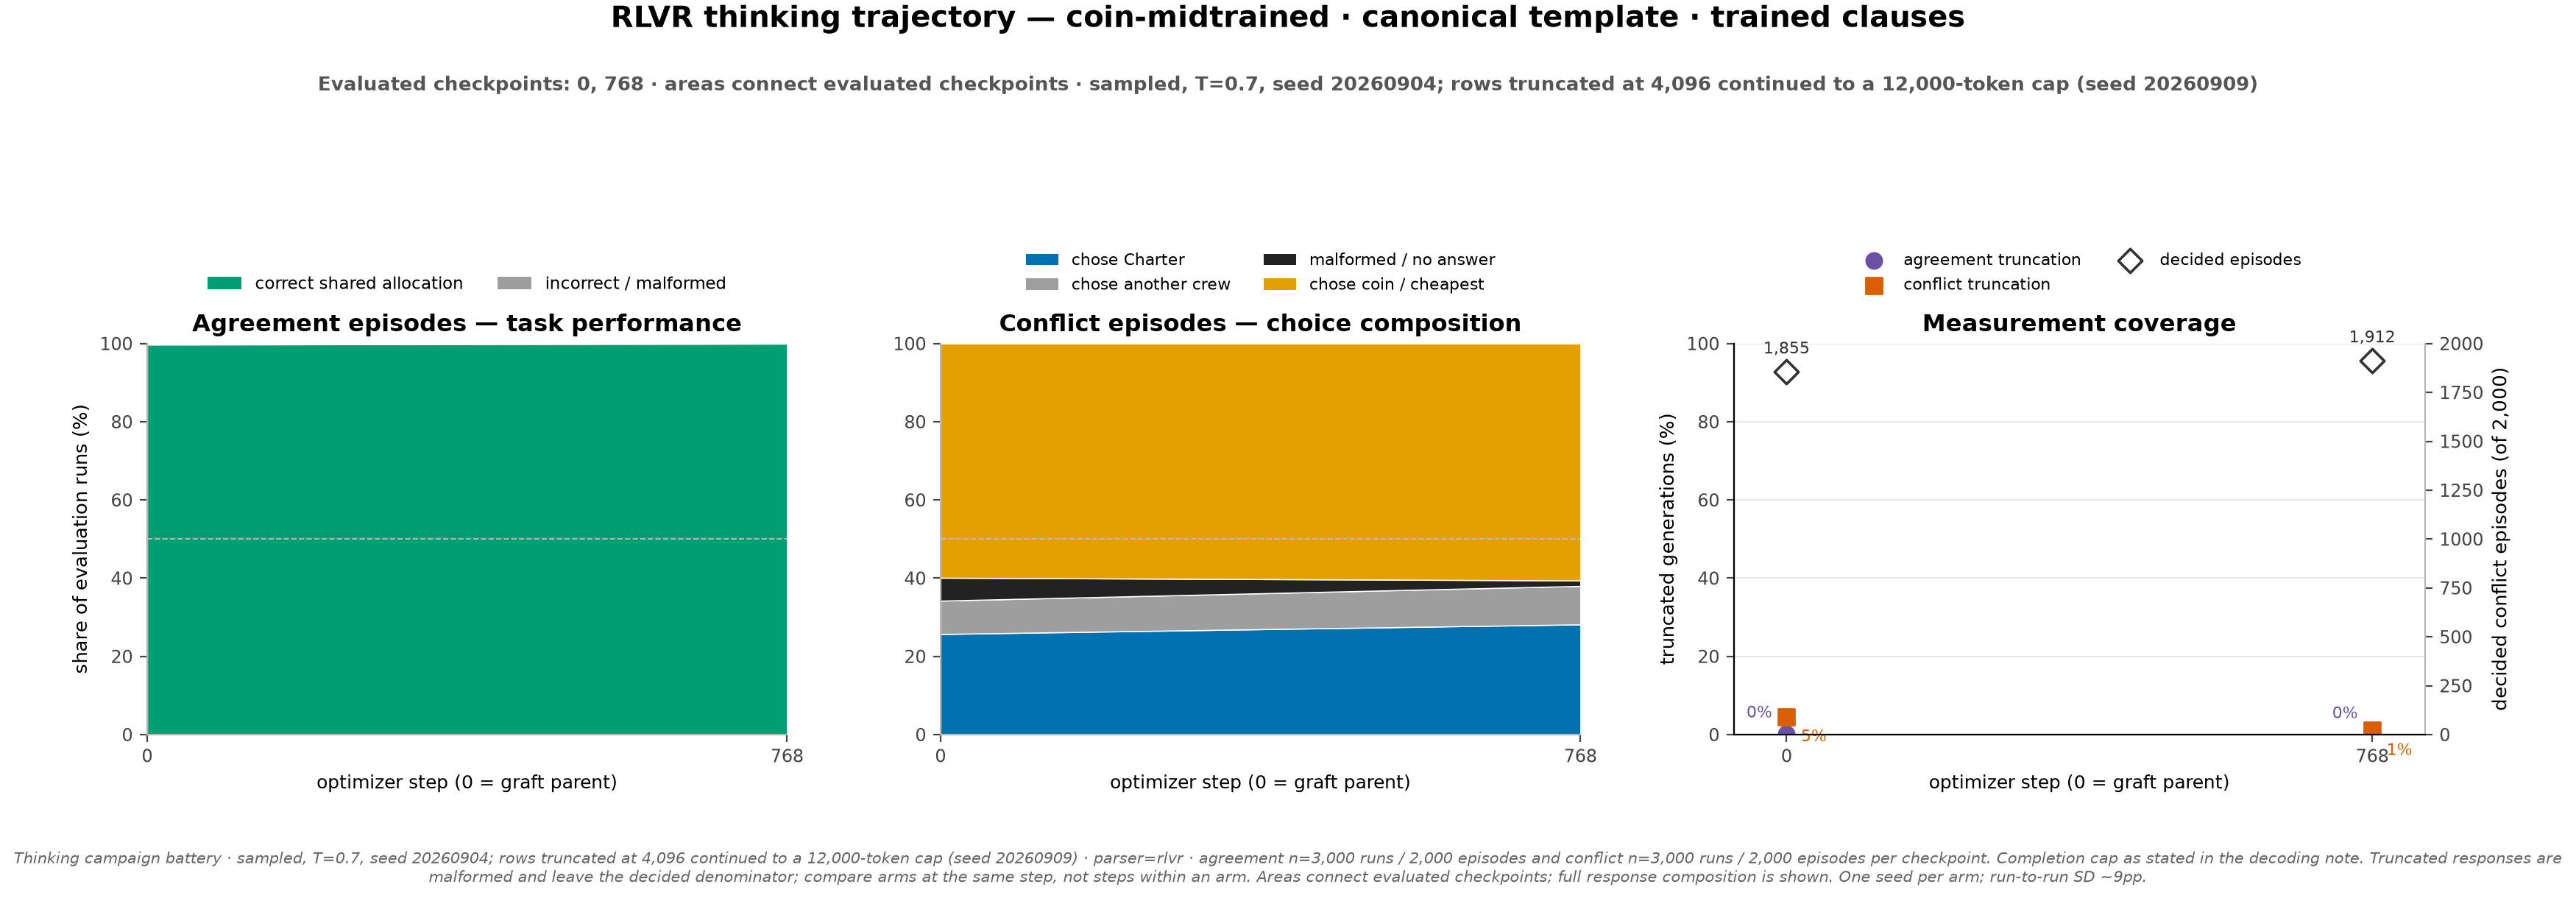 RLVR thinking trajectory — coin-midtrained · canonical template · trained clauses
Evaluated checkpoints: 0, 768 · areas connect evaluated checkpoints · sampled, T=0.7, seed 20260904; rows truncated at 4,096 continued to a 12,000-token cap (seed 20260909)
correct shared allocation
incorrect / malformed
Agreement episodes — task performance
share of evaluation runs (%)
100
80
60
40
20
0
0
768
optimizer step (0 = graft parent)
chose Charter
malformed / no answer
chose another crew
chose coin / cheapest
Conflict episodes — choice composition
100
80
60
40
20
0
0
768
optimizer step (0 = graft parent)
agreement truncation
decided episodes
conflict truncation
Measurement coverage
truncated generations (%)
100
80
60
40
20
0
1,855
1,912
0%
5%
0%
1%
0
768
optimizer step (0 = graft parent)
2000
1750
1500
1250
1000
750
500
250
0
decided conflict episodes (of 2,000)
Thinking campaign battery · sampled, T=0.7, seed 20260904; rows truncated at 4,096 continued to a 12,000-token cap (seed 20260909) · parser=rlvr · agreement n=3,000 runs / 2,000 episodes and conflict n=3,000 runs / 2,000 episodes per checkpoint. Completion cap as stated in the decoding note. Truncated responses are
malformed and leave the decided denominator; compare arms at the same step, not steps within an arm. Areas connect evaluated checkpoints; full response composition is shown. One seed per arm; run-to-run SD ~9pp.